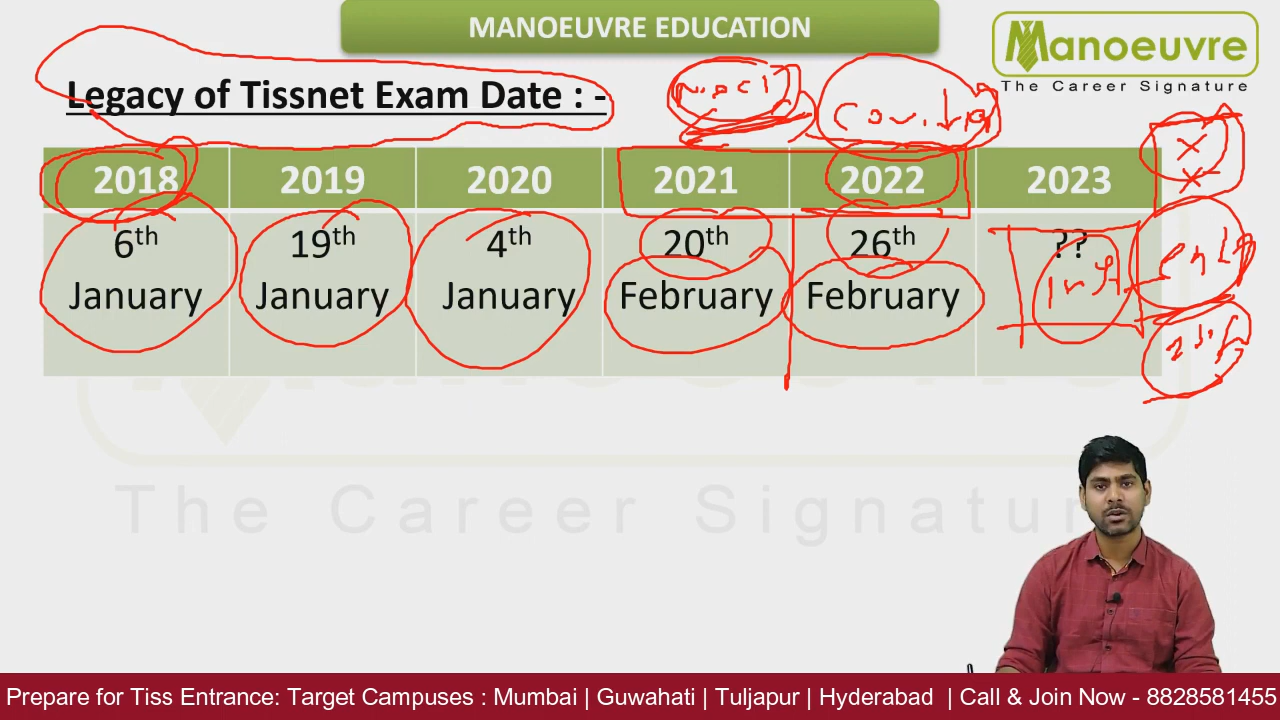 MANOEUVRE EDUCATION
Manoeuvre
The Career Signature
Legacy of Tissnet Exam Date : -
Covid19
2018 2019 2020 2021 2022 2023
6th 19th 4th 20th 26th ??
January January January February February
The Career Signature
Prepare for Tiss Entrance: Target Campuses : Mumbai | Guwahati | Tuljapur | Hyderabad | Call & Join Now - 8828581455